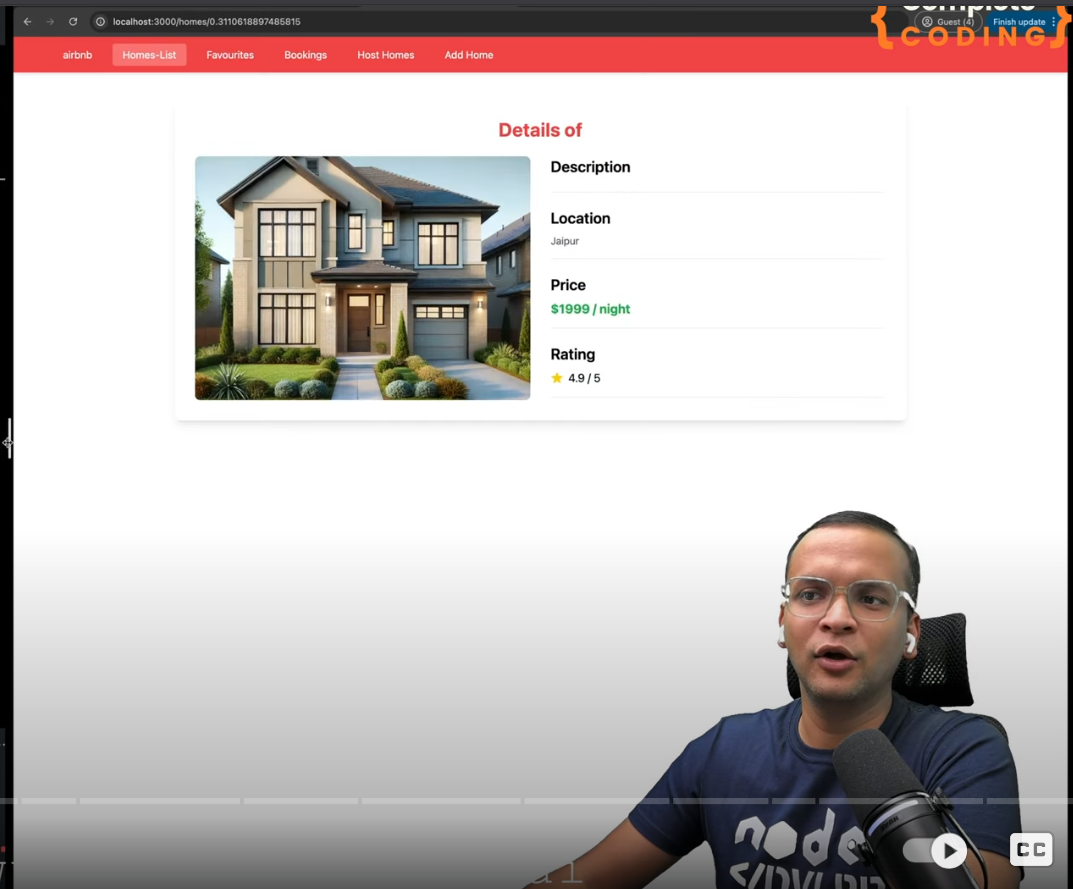 localhost:3000/homes/0.3110618897485815
Guest (4)
Finish update
Complete
CODING
airbnb
Homes-List
Favourites
Bookings
Host Homes
Add Home
Details of
Description
Location
Jaipur
Price
$1999 / night
Rating
4.9 / 5
node
CC